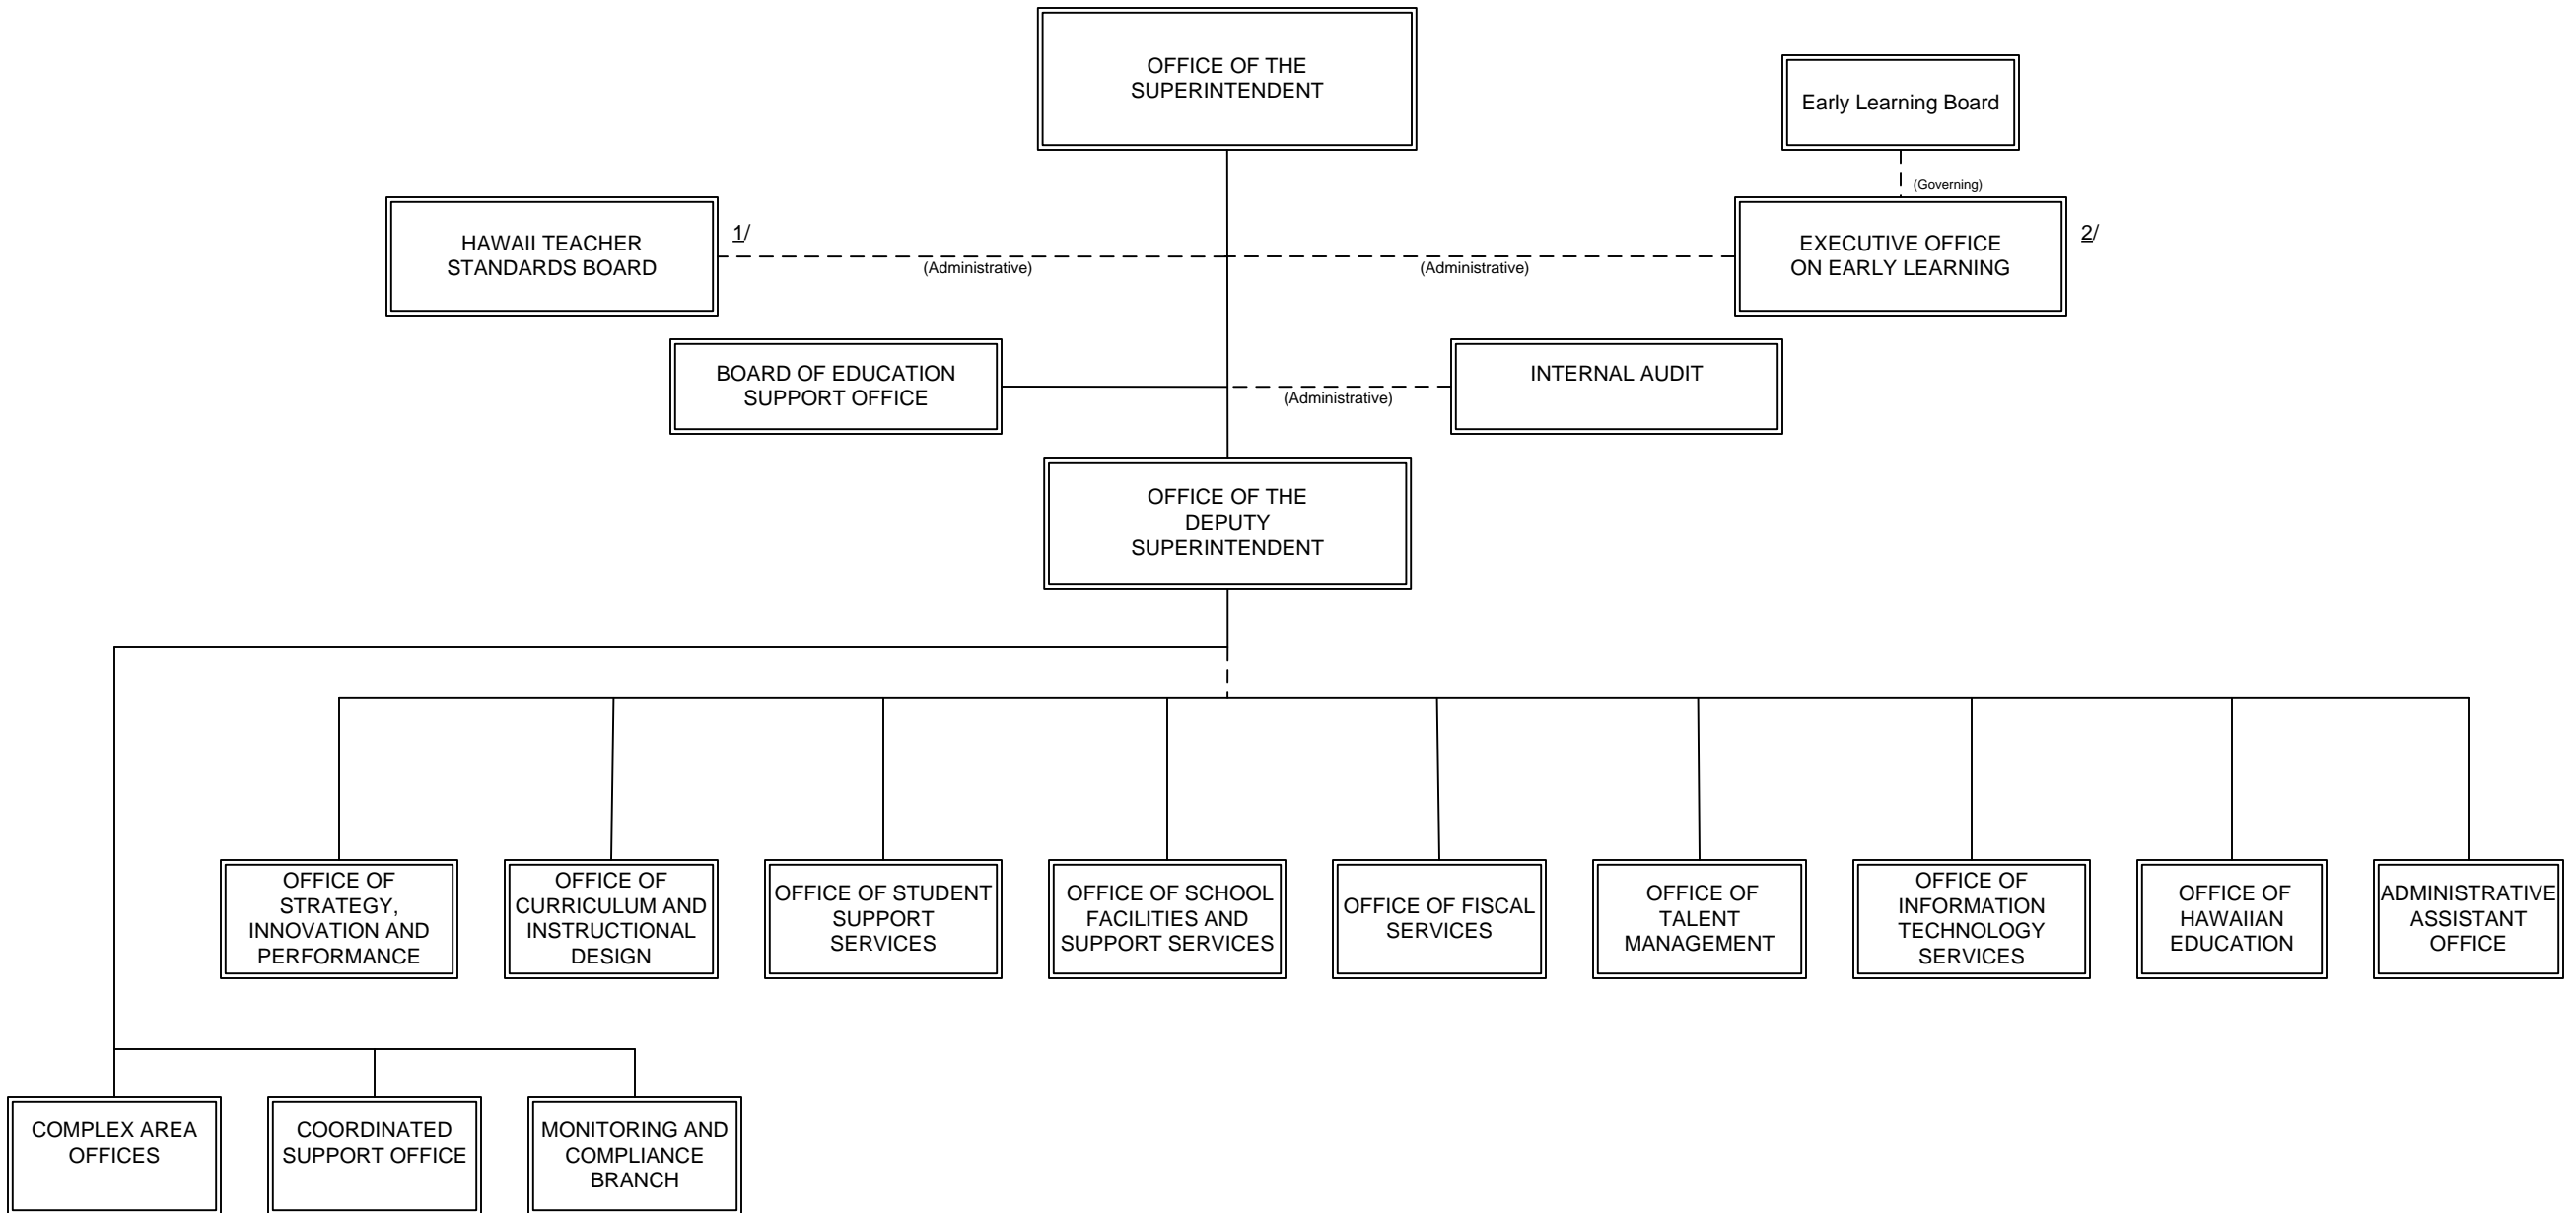 OFFICE OF THE
SUPERINTENDENT
Early Learning Board
(Governing)
HAWAII TEACHER
STANDARDS BOARD
1/
(Administrative)
(Administrative)
EXECUTIVE OFFICE
ON EARLY LEARNING
2/
BOARD OF EDUCATION
SUPPORT OFFICE
(Administrative)
INTERNAL AUDIT
OFFICE OF THE
DEPUTY
SUPERINTENDENT
OFFICE OF
STRATEGY,
INNOVATION AND
PERFORMANCE
OFFICE OF
CURRICULUM AND
INSTRUCTIONAL
DESIGN
OFFICE OF STUDENT
SUPPORT
SERVICES
OFFICE OF SCHOOL
FACILITIES AND
SUPPORT SERVICES
OFFICE OF FISCAL
SERVICES
OFFICE OF
TALENT
MANAGEMENT
OFFICE OF
INFORMATION
TECHNOLOGY
SERVICES
OFFICE OF
HAWAIIAN
EDUCATION
ADMINISTRATIVE
ASSISTANT
OFFICE
COMPLEX AREA
OFFICES
COORDINATED
SUPPORT OFFICE
MONITORING AND
COMPLIANCE
BRANCH